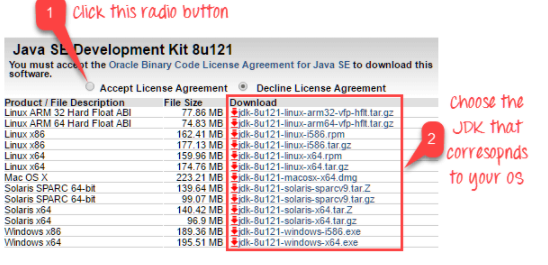 1 Click this radio button
Java SE Development Kit 8u121
You must accept the Oracle Binary Code License Agreement for Java SE to download this
software.
Accept License Agreement Decline License Agreement
Product / File Description File Size Download
Linux ARM 32 Hard Float ABI 77.86 MB jdk-8u121-linux-arm32-vfp-hflt.tar.gz
Linux ARM 64 Hard Float ABI 74.83 MB jdk-8u121-linux-arm64-vfp-hflt.tar.gz
Linux x86 162.41 MB jdk-8u121-linux-i586.rpm
Linux x86 177.13 MB jdk-8u121-linux-i586.tar.gz
Linux x64 159.96 MB jdk-8u121-linux-x64.rpm
Linux x64 174.76 MB jdk-8u121-linux-x64.tar.gz
Mac OS X 223.21 MB jdk-8u121-macosx-x64.dmg
Solaris SPARC 64-bit 139.64 MB jdk-8u121-solaris-sparcv9.tar.Z
Solaris SPARC 64-bit 99.07 MB jdk-8u121-solaris-sparcv9.tar.gz
Solaris x64 140.42 MB jdk-8u121-solaris-x64.tar.Z
Solaris x64 96.9 MB jdk-8u121-solaris-x64.tar.gz
Windows x86 189.36 MB jdk-8u121-windows-i586.exe
Windows x64 195.51 MB jdk-8u121-windows-x64.exe
2
Choose the
JDK that
corresopnds
to your OS